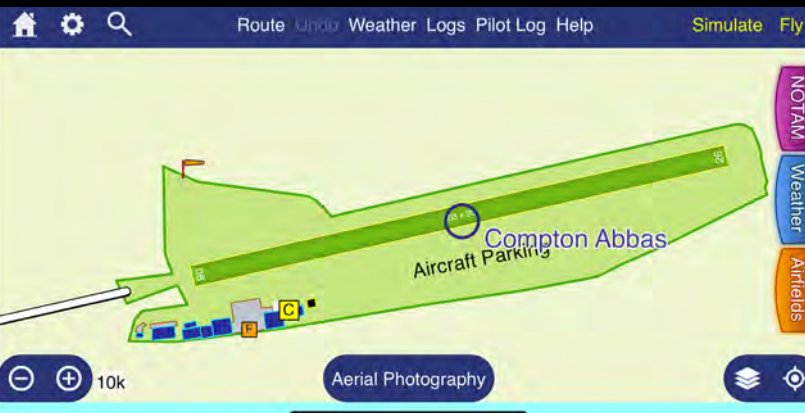 Route Undo Weather Logs Pilot Log Help Simulate Fly
NOTAM
Weather
Airfields
26
Compton Abbas
Aircraft Parking
08
C
F
10k
Aerial Photography